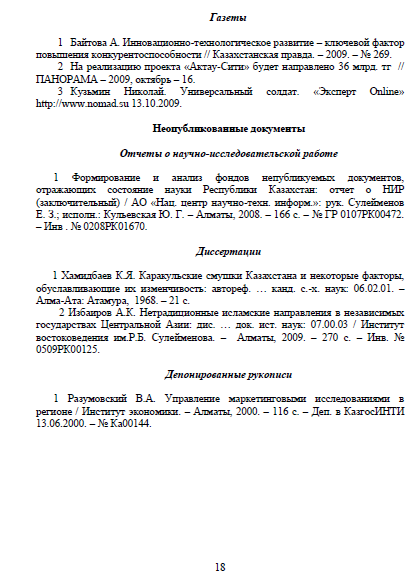 Газеты
1 Байтова А. Инновационно-технологическое развитие – ключевой фактор
повышения конкурентоспособности // Казахстанская правда. – 2009. – № 269.
2 На реализацию проекта «Актау-Сити» будет направлено 36 млрд. тг //
ПАНОРАМА – 2009, октябрь – 16.
3 Кузьмин Николай. Универсальный солдат. «Эксперт Online»
http://www.nomad.su 13.10.2009.
Неопубликованные документы
Отчеты о научно-исследовательской работе
1 Формирование и анализ фондов непубликуемых документов,
отражающих состояние науки Республики Казахстан: отчет о НИР
(заключительный) / АО «Нац. центр научно-техн. информ.»: рук. Сулейменов
Е. З.; исполн.: Кульевская Ю. Г. – Алматы, 2008. – 166 с. – № ГР 0107РК00472.
– Инв . № 0208РК01670.
Диссертации
1 Хамидбаев К.Я. Каракульские смушки Казахстана и некоторые факторы,
обуславливающие их изменчивость: автореф. … канд. с.-х. наук: 06.02.01. –
Алма-Ата: Атамура, 1968. – 21 с.
2 Избаиров А.К. Нетрадиционные исламские направления в независимых
государствах Центральной Азии: дис. … док. ист. наук: 07.00.03 / Институт
востоковедения им.Р.Б. Сулейменова. – Алматы, 2009. – 270 с. – Инв. №
0509РК00125.
Депонированные рукописи
1 Разумовский В.А. Управление маркетинговыми исследованиями в
регионе / Институт экономики. – Алматы, 2000. – 116 с. – Деп. в КазгосИНТИ
13.06.2000. – № Ка00144.
18